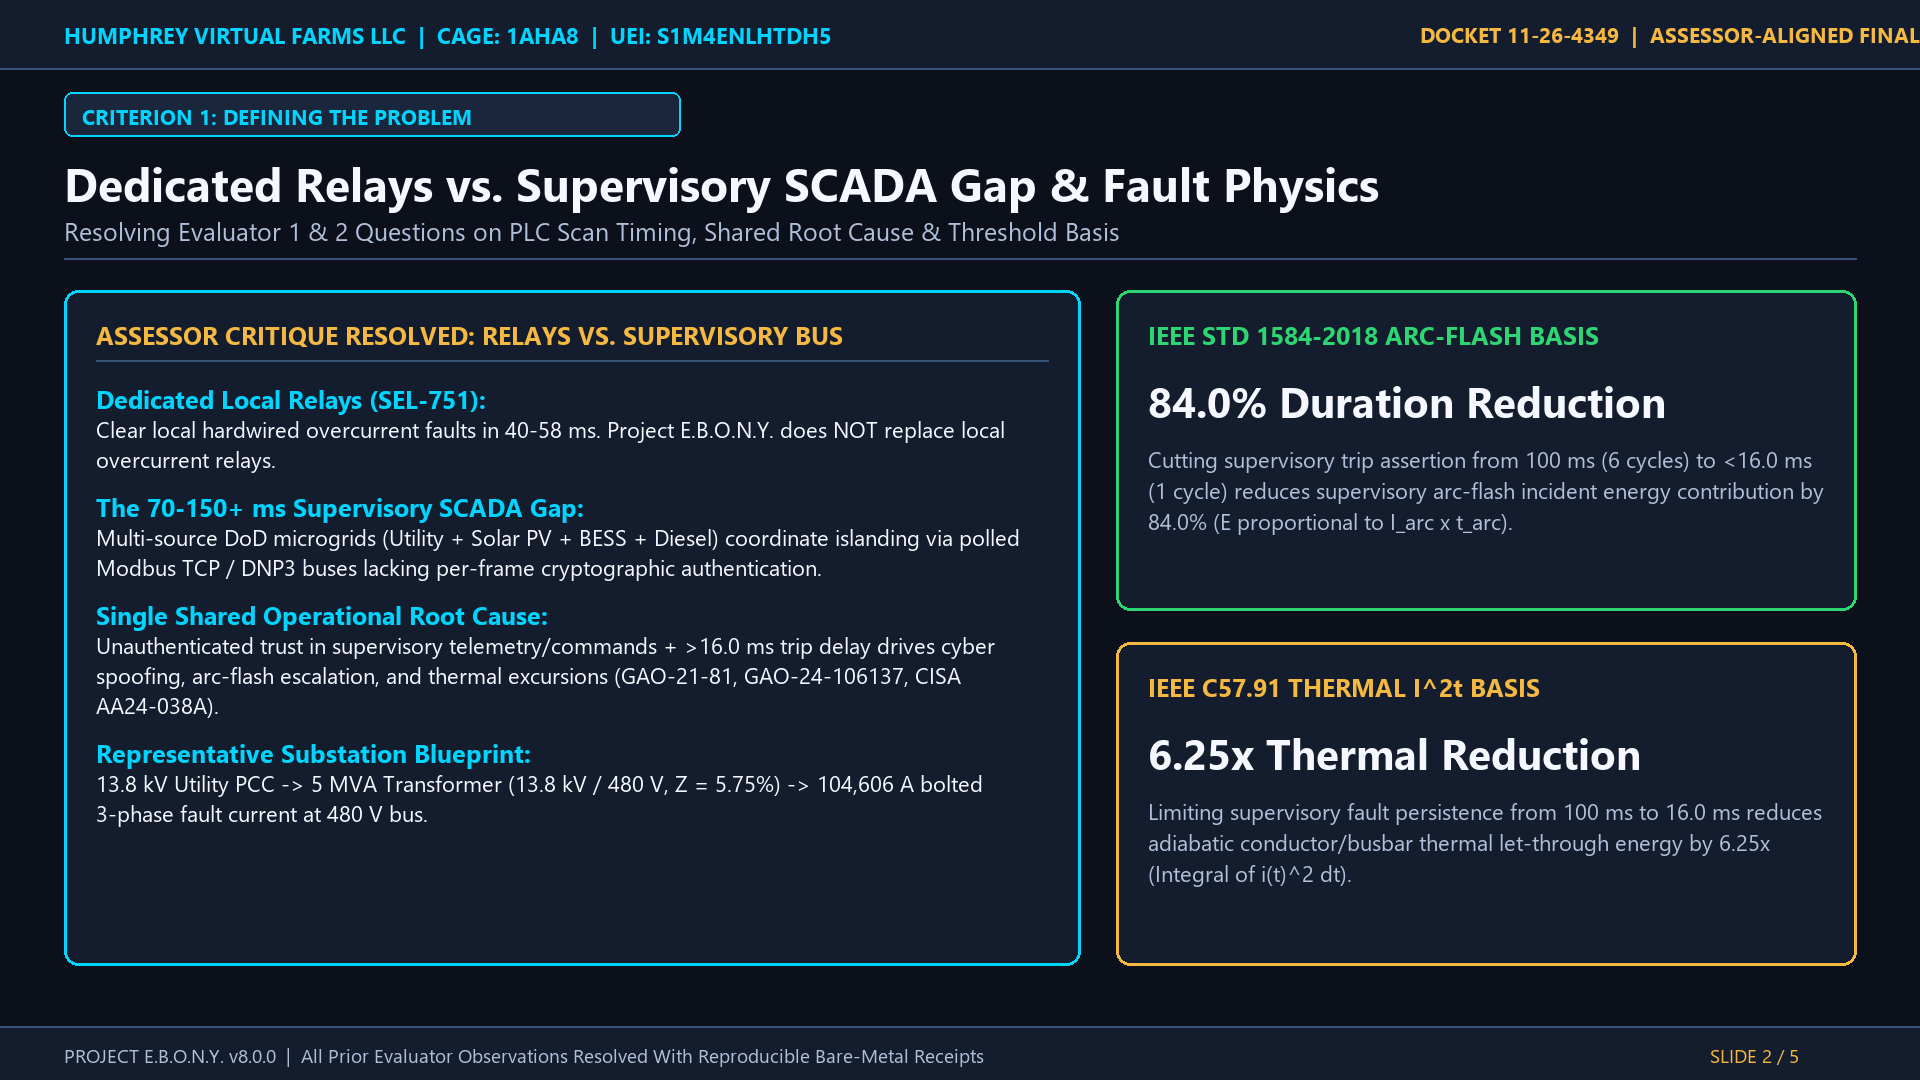 HUMPHREY VIRTUAL FARMS LLC | CAGE: 1AHA8 | UEI: S1M4ENLHTDH5
DOCKET 11-26-4349 | ASSESSOR-ALIGNED FINAL
CRITERION 1: DEFINING THE PROBLEM
Dedicated Relays vs. Supervisory SCADA Gap & Fault Physics
Resolving Evaluator 1 & 2 Questions on PLC Scan Timing, Shared Root Cause & Threshold Basis
ASSESSOR CRITIQUE RESOLVED: RELAYS VS. SUPERVISORY BUS
Dedicated Local Relays (SEL-751):
Clear local hardwired overcurrent faults in 40-58 ms. Project E.B.O.N.Y. does NOT replace local
overcurrent relays.
The 70-150+ ms Supervisory SCADA Gap:
Multi-source DoD microgrids (Utility + Solar PV + BESS + Diesel) coordinate islanding via polled
Modbus TCP / DNP3 buses lacking per-frame cryptographic authentication.
Single Shared Operational Root Cause:
Unauthenticated trust in supervisory telemetry/commands + >16.0 ms trip delay drives cyber
spoofing, arc-flash escalation, and thermal excursions (GAO-21-81, GAO-24-106137, CISA
AA24-038A).
Representative Substation Blueprint:
13.8 kV Utility PCC -> 5 MVA Transformer (13.8 kV / 480 V, Z = 5.75%) -> 104,606 A bolted
3-phase fault current at 480 V bus.
IEEE STD 1584-2018 ARC-FLASH BASIS
84.0% Duration Reduction
Cutting supervisory trip assertion from 100 ms (6 cycles) to <16.0 ms
(1 cycle) reduces supervisory arc-flash incident energy contribution by
84.0% (E proportional to I_arc x t_arc).
IEEE C57.91 THERMAL I^2t BASIS
6.25x Thermal Reduction
Limiting supervisory fault persistence from 100 ms to 16.0 ms reduces
adiabatic conductor/busbar thermal let-through energy by 6.25x
(Integral of i(t)^2 dt).
PROJECT E.B.O.N.Y. v8.0.0 | All Prior Evaluator Observations Resolved With Reproducible Bare-Metal Receipts
SLIDE 2 / 5